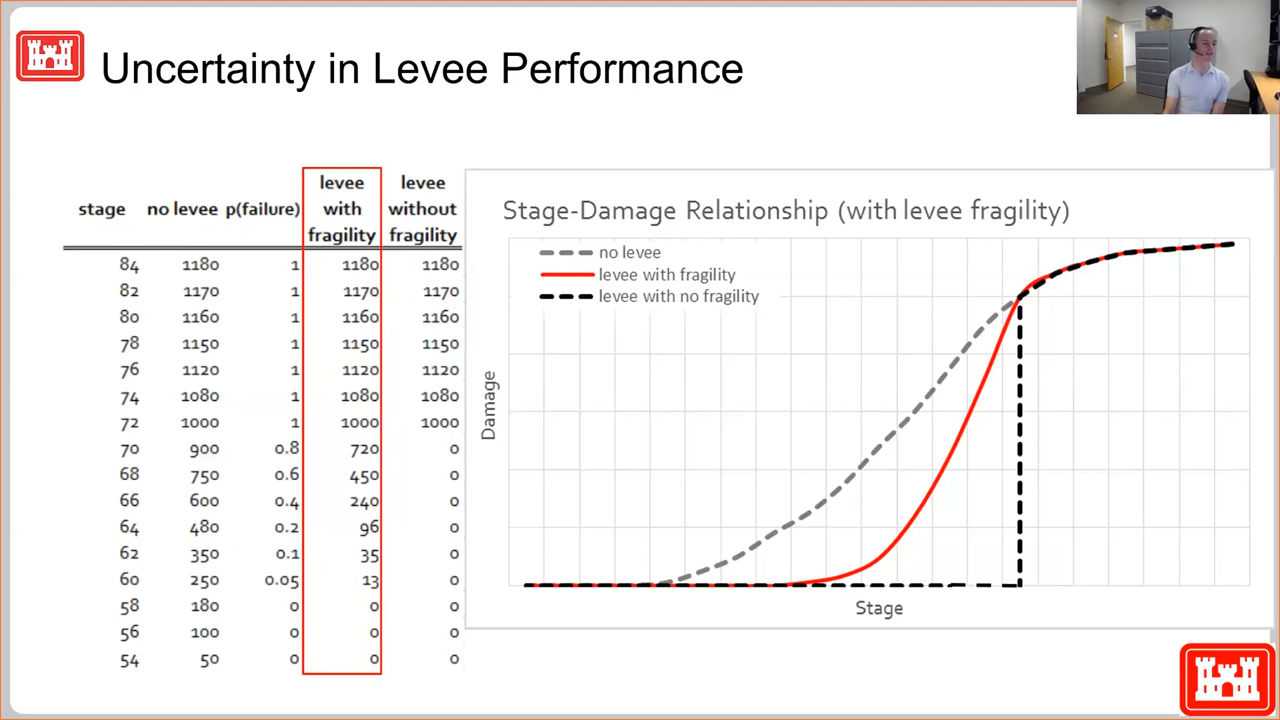 Uncertainty in Levee Performance
stage no levee p(failure) levee with fragility levee without fragility
84 1180 1 1180 1180
82 1170 1 1170 1170
80 1160 1 1160 1160
78 1150 1 1150 1150
76 1120 1 1120 1120
74 1080 1 1080 1080
72 1000 1 1000 1000
70 900 0.8 720 0
68 750 0.6 450 0
66 600 0.4 240 0
64 480 0.2 96 0
62 350 0.1 35 0
60 250 0.05 13 0
58 180 0 0 0
56 100 0 0 0
54 50 0 0 0
Stage-Damage Relationship (with levee fragility)
no levee
levee with fragility
levee with no fragility
Damage
Stage